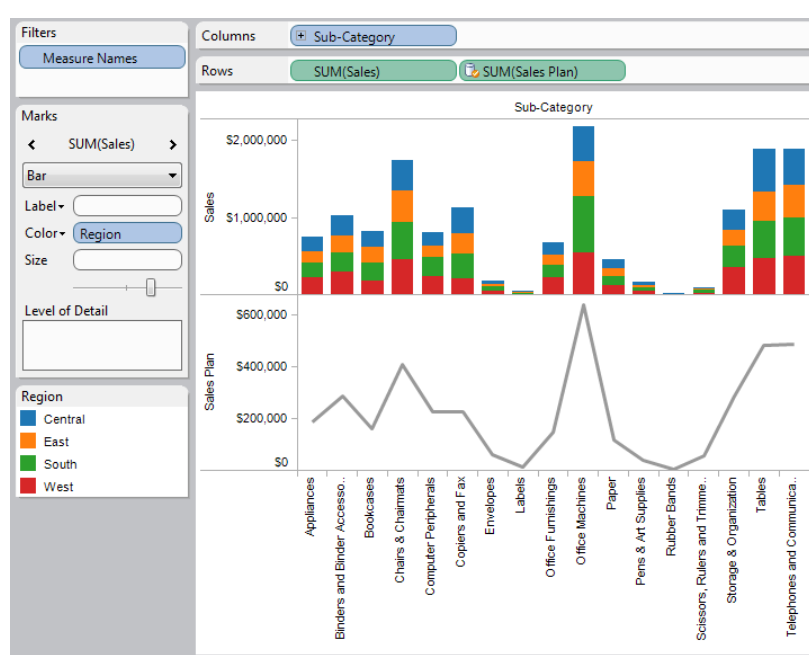 Filters
Measure Names
Marks
SUM(Sales)
Bar
Label
Color
Region
Size
Level of Detail
Region
Central
East
South
West
Columns
Sub-Category
Rows
SUM(Sales)
SUM(Sales Plan)
Sub-Category
$2,000,000
$1,000,000
$0
Sales
$600,000
$400,000
$200,000
$0
Sales Plan
Appliances
Binders and Binder Accesso...
Bookcases
Chairs & Chairmats
Computer Peripherals
Copiers and Fax
Envelopes
Labels
Office Furnishings
Office Machines
Paper
Pens & Art Supplies
Rubber Bands
Scissors, Rulers and Trimme..
Storage & Organization
Tables
Telephones and Communica..